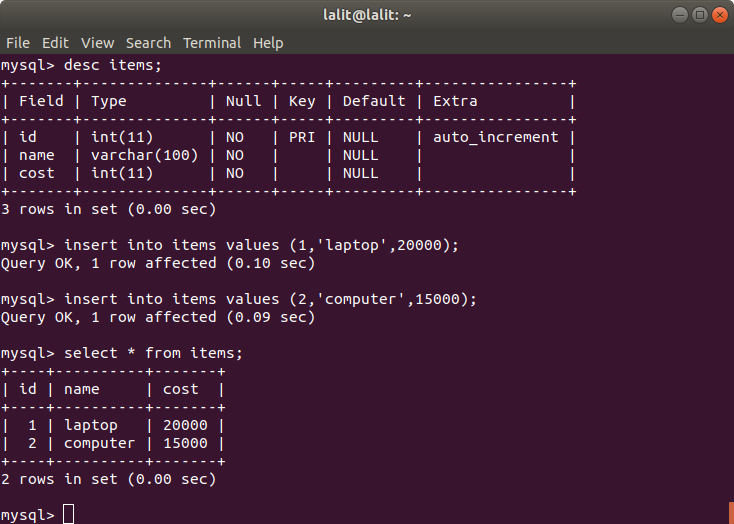 lalit@lalit: ~
File Edit View Search Terminal Help
mysql> desc items;
+-------+--------------+------+-----+---------+----------------+
| Field | Type         | Null | Key | Default | Extra          |
+-------+--------------+------+-----+---------+----------------+
| id    | int(11)      | NO   | PRI | NULL    | auto_increment |
| name  | varchar(100) | NO   |     | NULL    |                |
| cost  | int(11)      | NO   |     | NULL    |                |
+-------+--------------+------+-----+---------+----------------+
3 rows in set (0.00 sec)
mysql> insert into items values (1,'laptop',20000);
Query OK, 1 row affected (0.10 sec)
mysql> insert into items values (2,'computer',15000);
Query OK, 1 row affected (0.09 sec)
mysql> select * from items;
+----+----------+-------+
| id | name     | cost  |
+----+----------+-------+
|  1 | laptop   | 20000 |
|  2 | computer | 15000 |
+----+----------+-------+
2 rows in set (0.00 sec)
mysql>